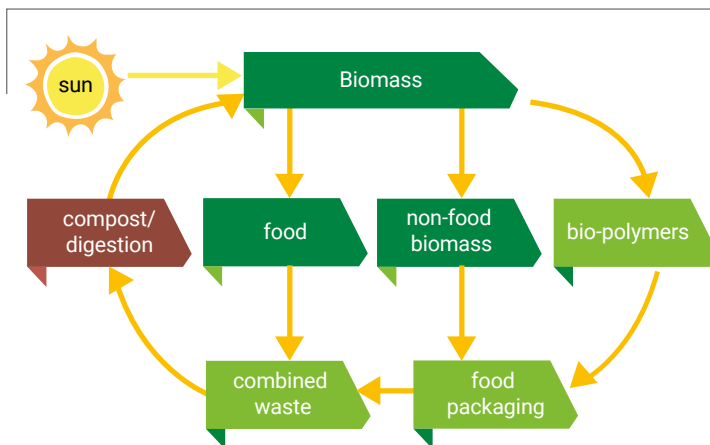 sun
Biomass
compost/
digestion
food
non-food
biomass
bio-polymers
combined
waste
food
packaging